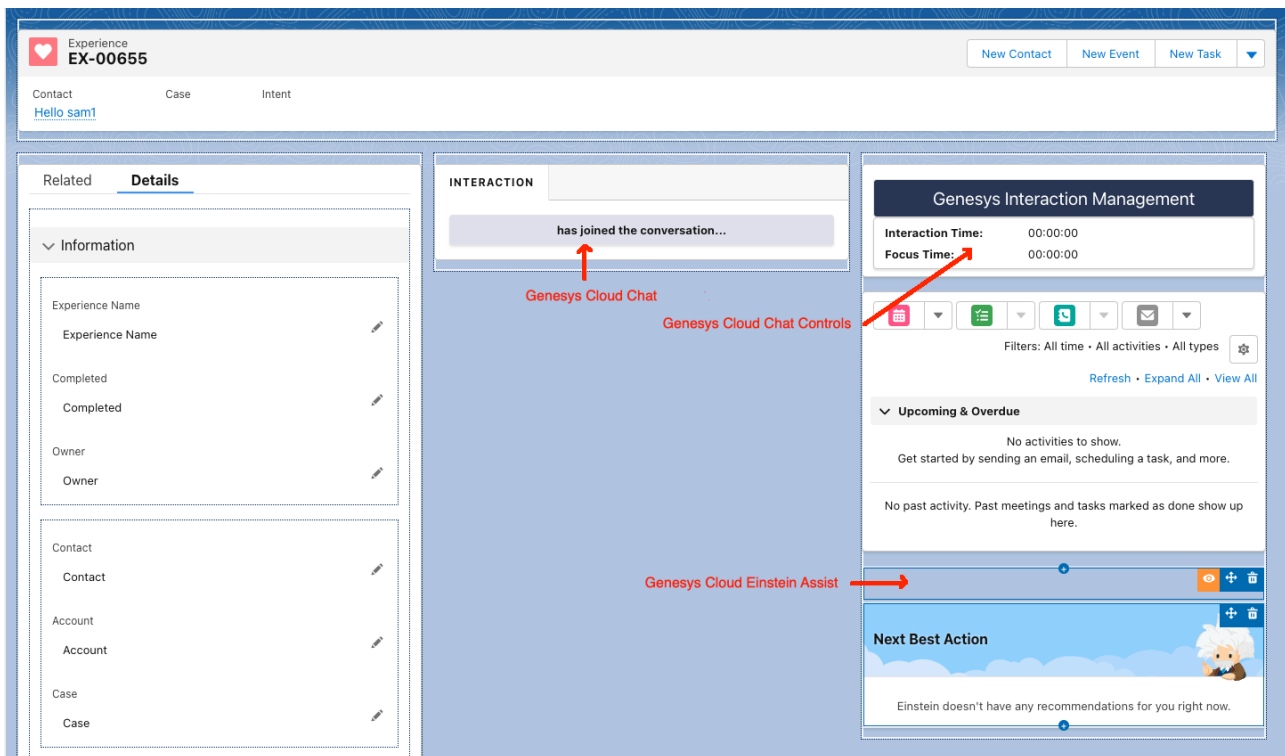 Experience
EX-00655
New Contact
New Event
New Task
Contact
Case
Intent
Hello sam1
Related
Details
Information
Experience Name
Experience Name
Completed
Completed
Owner
Owner
Contact
Contact
Account
Account
Case
Case
INTERACTION
has joined the conversation...
Genesys Cloud Chat
Genesys Cloud Chat Controls
Genesys Cloud Einstein Assist
Genesys Interaction Management
Interaction Time: 00:00:00
Focus Time: 00:00:00
Filters: All time • All activities • All types
Refresh • Expand All • View All
Upcoming & Overdue
No activities to show.
Get started by sending an email, scheduling a task, and more.
No past activity. Past meetings and tasks marked as done show up
here.
Next Best Action
Einstein doesn't have any recommendations for you right now.